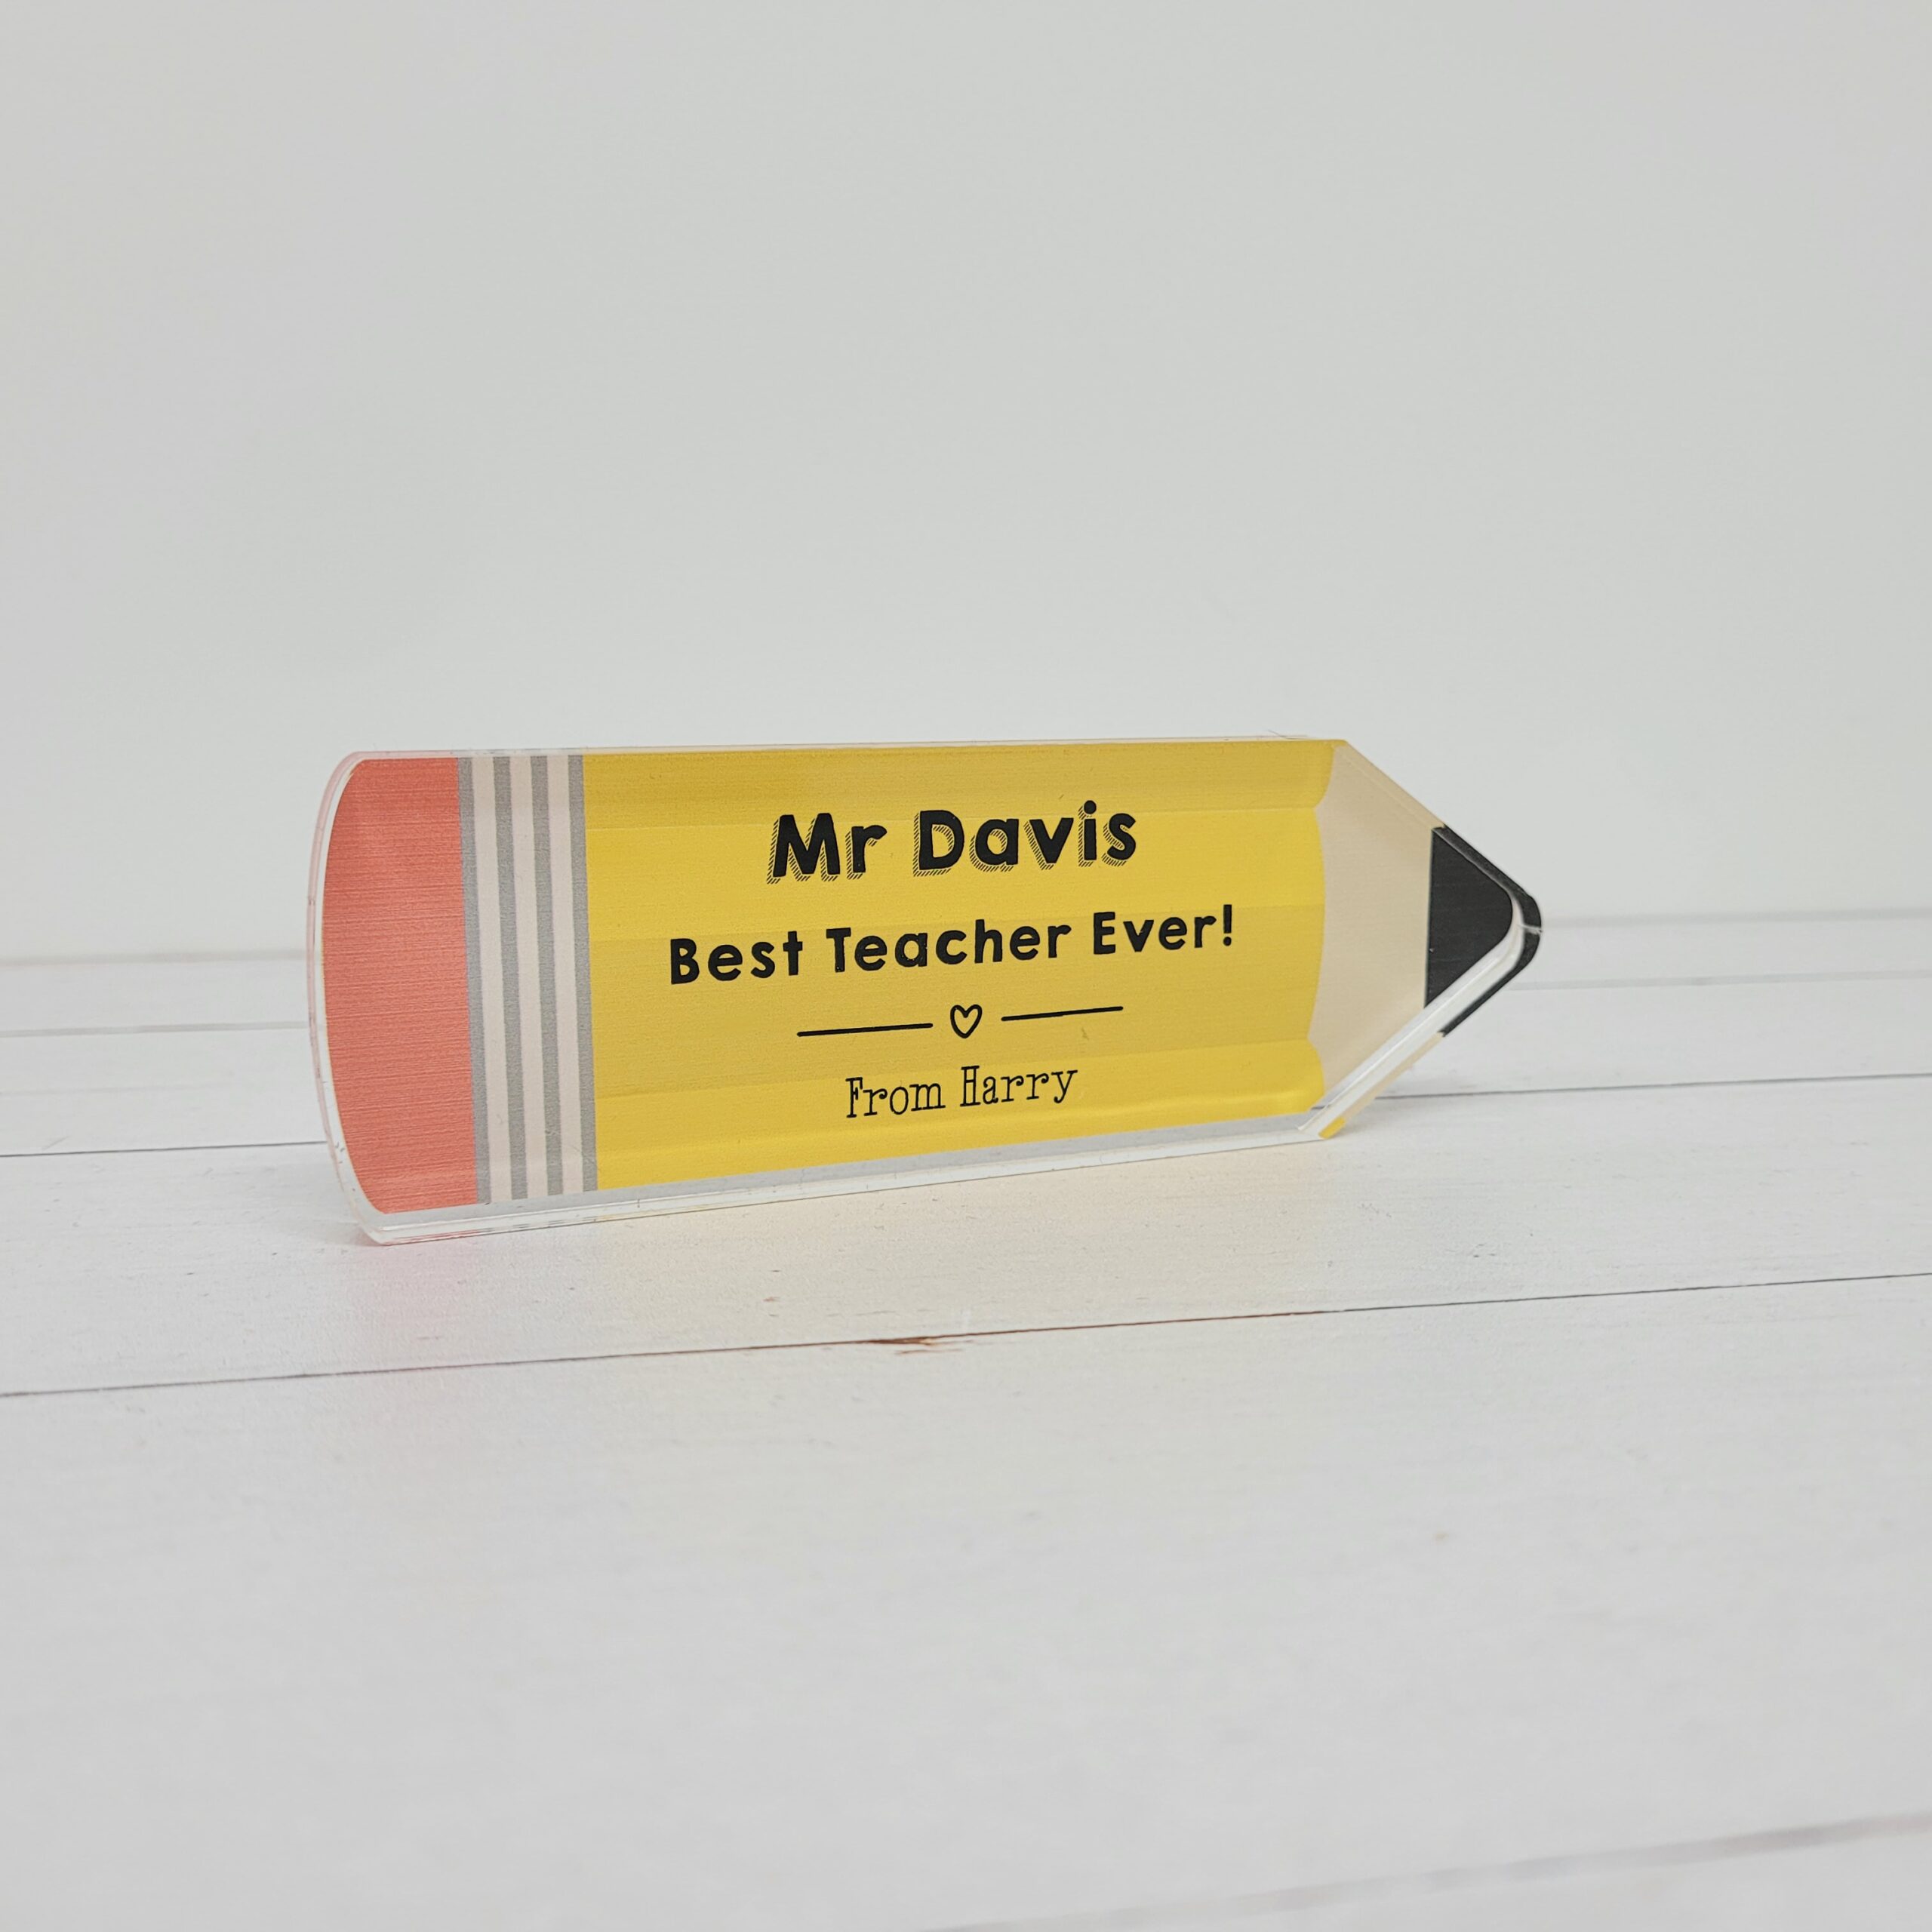 Mr Davis
Best Teacher Ever!
From Harry